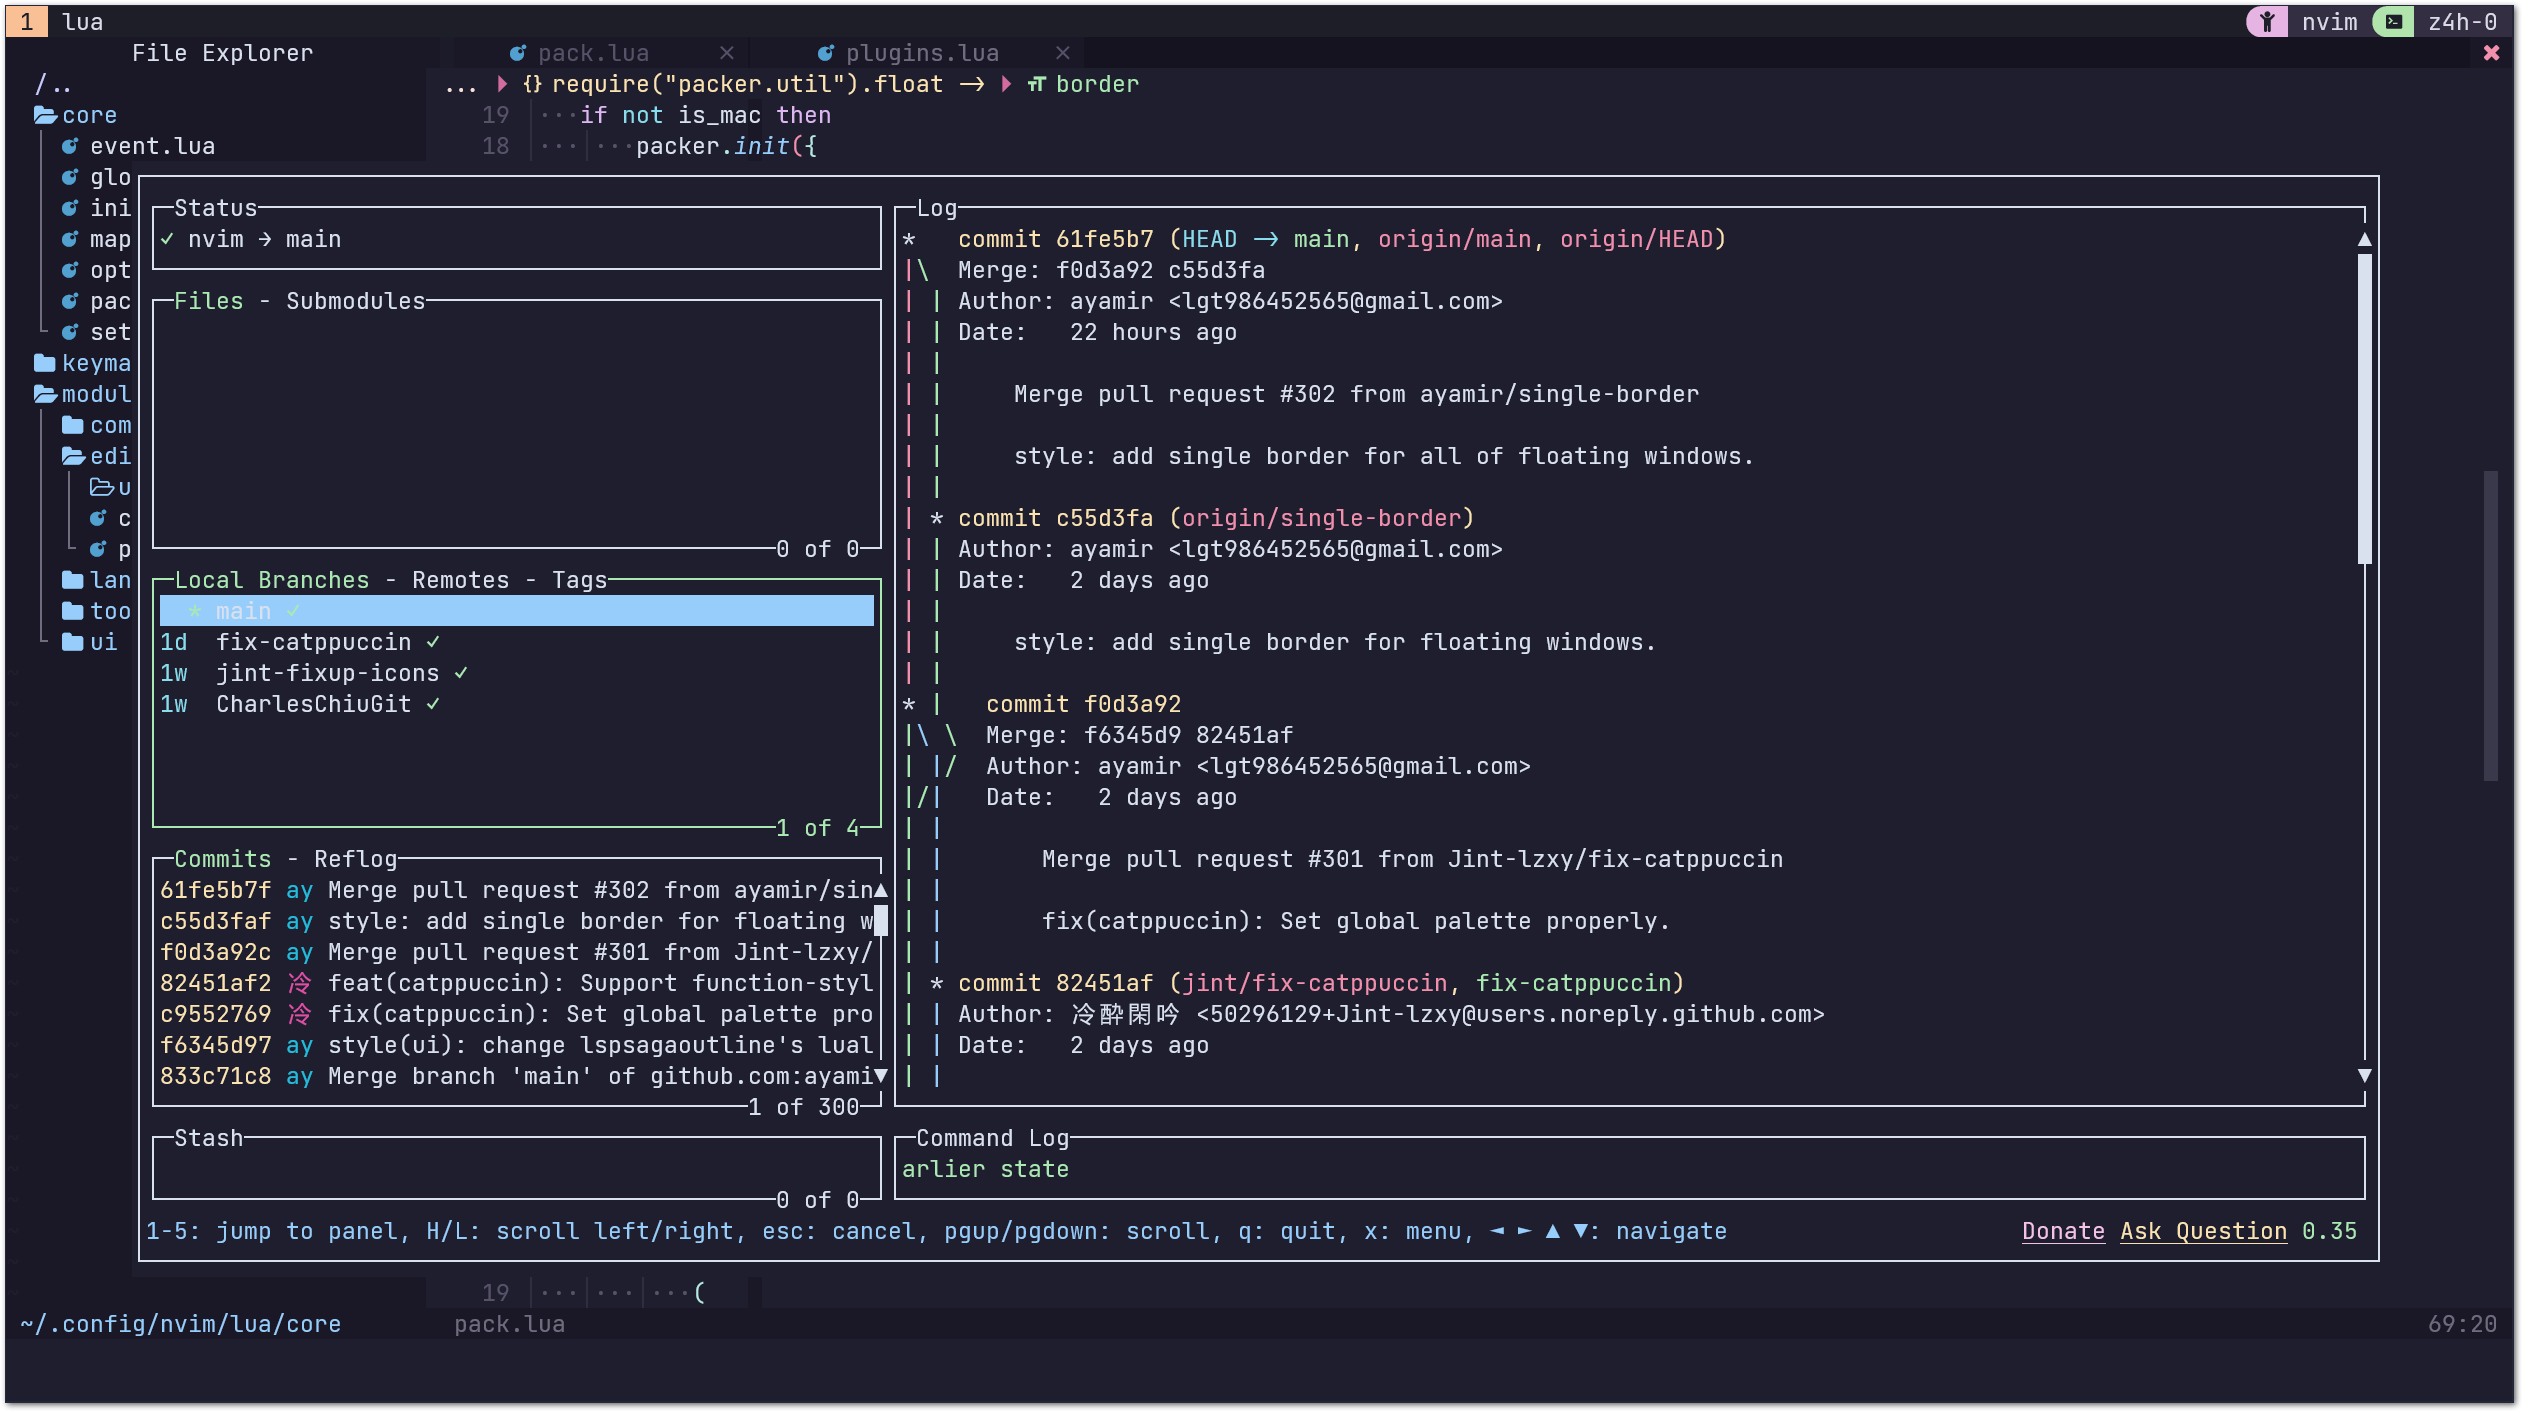 1 lua nvim z4h-0
File Explorer pack.lua plugins.lua
/..
core
event.lua
glo
ini
map
opt
pac
set
keyma
modul
com
edi
u
c
p
lan
too
ui
... {} require("packer.util").float → border
19 ···if not is_mac then
18 ··· ···packer.init({
Status
✓ nvim → main
Files - Submodules
0 of 0
Local Branches - Remotes - Tags
* main ✓
1d fix-catppuccin ✓
1w jint-fixup-icons ✓
1w CharlesChiuGit ✓
1 of 4
Commits - Reflog
61fe5b7f ay Merge pull request #302 from ayamir/sin
c55d3faf ay style: add single border for floating w
f0d3a92c ay Merge pull request #301 from Jint-lzxy/
82451af2 冷 feat(catppuccin): Support function-styl
c9552769 冷 fix(catppuccin): Set global palette pro
f6345d97 ay style(ui): change lspsagaoutline's lual
833c71c8 ay Merge branch 'main' of github.com:ayami
1 of 300
Stash
0 of 0
Log
* commit 61fe5b7 (HEAD → main, origin/main, origin/HEAD)
|\ Merge: f0d3a92 c55d3fa
| | Author: ayamir <lgt986452565@gmail.com>
| | Date: 22 hours ago
| |
| | Merge pull request #302 from ayamir/single-border
| |
| | style: add single border for all of floating windows.
| |
| * commit c55d3fa (origin/single-border)
| | Author: ayamir <lgt986452565@gmail.com>
| | Date: 2 days ago
| |
| | style: add single border for floating windows.
| |
* | commit f0d3a92
|\ \ Merge: f6345d9 82451af
| |/ Author: ayamir <lgt986452565@gmail.com>
|/| Date: 2 days ago
| |
| | Merge pull request #301 from Jint-lzxy/fix-catppuccin
| |
| | fix(catppuccin): Set global palette properly.
| |
| * commit 82451af (jint/fix-catppuccin, fix-catppuccin)
| | Author: 冷酔閑吟 <50296129+Jint-lzxy@users.noreply.github.com>
| | Date: 2 days ago
| |
Command Log
arlier state
1-5: jump to panel, H/L: scroll left/right, esc: cancel, pgup/pgdown: scroll, q: quit, x: menu, ◄ ► ▲ ▼: navigate Donate Ask Question 0.35
19 ··· ··· ···(
~/.config/nvim/lua/core pack.lua 69:20